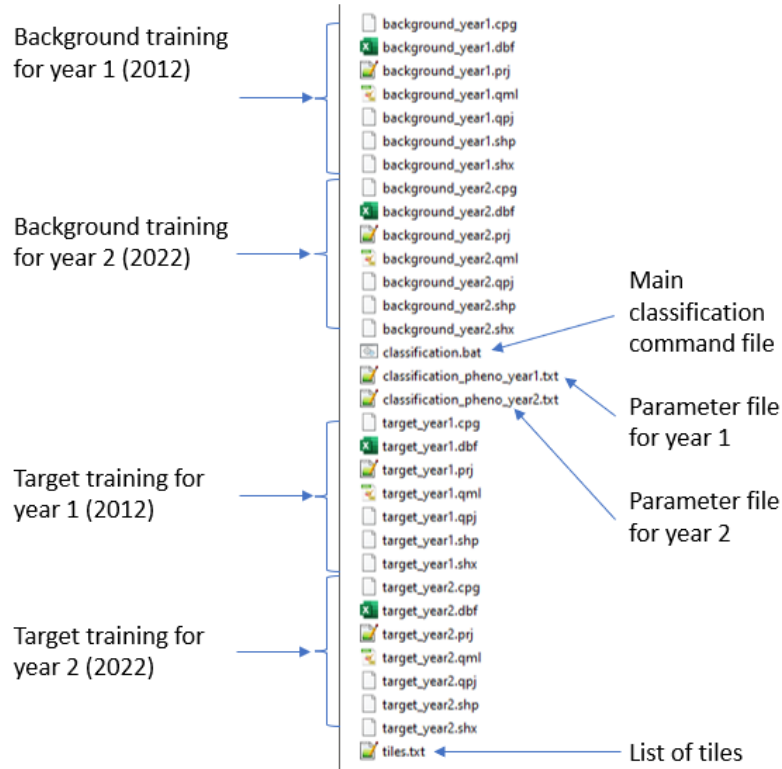 Background training
for year 1 (2012)
background_year1.cpg
background_year1.dbf
background_year1.prj
background_year1.qml
background_year1.qpj
background_year1.shp
background_year1.shx
Background training
for year 2 (2022)
background_year2.cpg
background_year2.dbf
background_year2.prj
background_year2.qml
background_year2.qpj
background_year2.shp
background_year2.shx
Main
classification
command file
classification.bat
classification_pheno_year1.txt
classification_pheno_year2.txt
Parameter file
for year 1
Parameter file
for year 2
Target training for
year 1 (2012)
target_year1.cpg
target_year1.dbf
target_year1.prj
target_year1.qml
target_year1.qpj
target_year1.shp
target_year1.shx
Target training for
year 2 (2022)
target_year2.cpg
target_year2.dbf
target_year2.prj
target_year2.qml
target_year2.qpj
target_year2.shp
target_year2.shx
tiles.txt
List of tiles